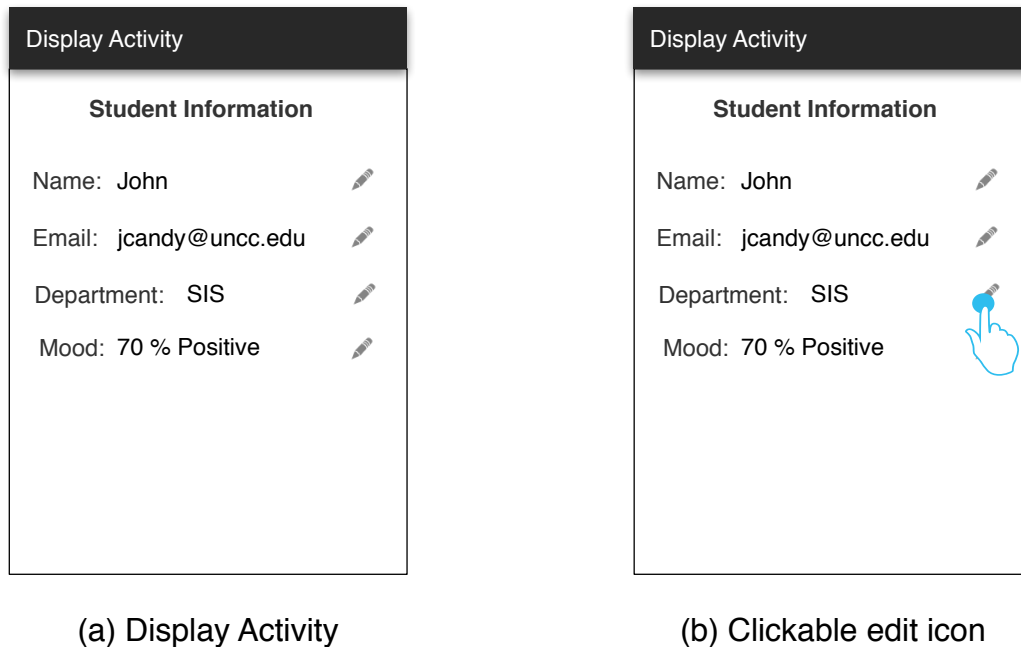 Display Activity
Student Information
Name: John
Email: jcandy@uncc.edu
Department: SIS
Mood: 70 % Positive
(a) Display Activity
Display Activity
Student Information
Name: John
Email: jcandy@uncc.edu
Department: SIS
Mood: 70 % Positive
(b) Clickable edit icon